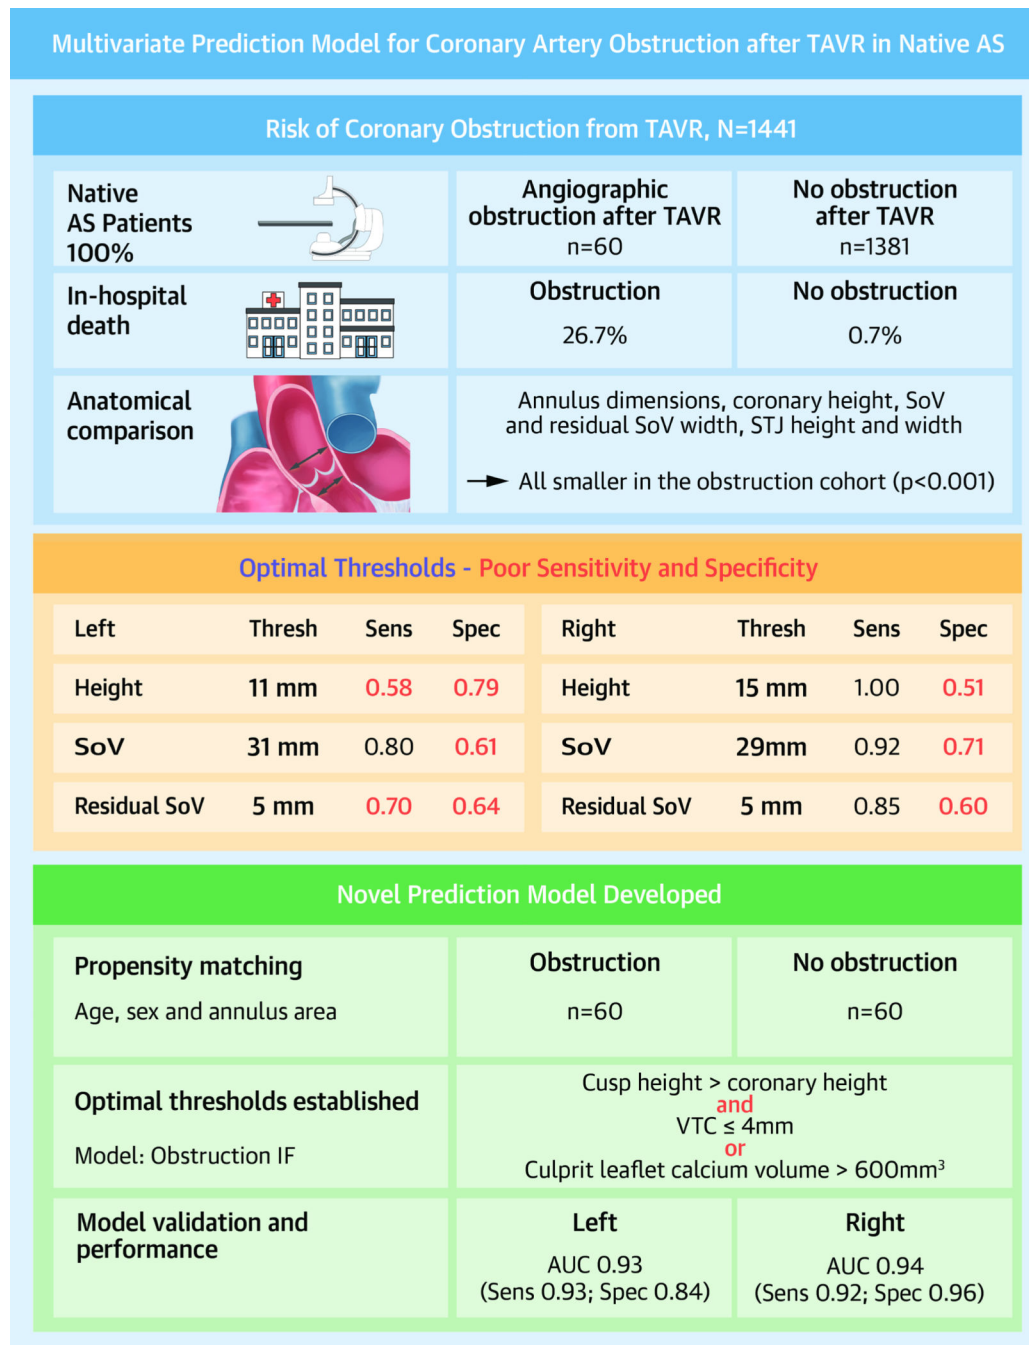 Multivariate Prediction Model for Coronary Artery Obstruction after TAVR in Native AS
Risk of Coronary Obstruction from TAVR, N=1441
Native
AS Patients
100%
Angiographic
obstruction after TAVR
n=60
No obstruction
after TAVR
n=1381
In-hospital
death
Obstruction
26.7%
No obstruction
0.7%
Anatomical
comparison
Annulus dimensions, coronary height, SoV
and residual SoV width, STJ height and width
All smaller in the obstruction cohort (p<0.001)
Optimal Thresholds - Poor Sensitivity and Specificity
Left Thresh Sens Spec
Height 11 mm 0.58 0.79
SoV 31 mm 0.80 0.61
Residual SoV 5 mm 0.70 0.64
Right Thresh Sens Spec
Height 15 mm 1.00 0.51
SoV 29mm 0.92 0.71
Residual SoV 5 mm 0.85 0.60
Novel Prediction Model Developed
Propensity matching
Age, sex and annulus area
Obstruction
n=60
No obstruction
n=60
Optimal thresholds established
Model: Obstruction IF
Cusp height > coronary height
and
VTC ≤ 4mm
or
Culprit leaflet calcium volume > 600mm³
Model validation and
performance
Left
AUC 0.93
(Sens 0.93; Spec 0.84)
Right
AUC 0.94
(Sens 0.92; Spec 0.96)